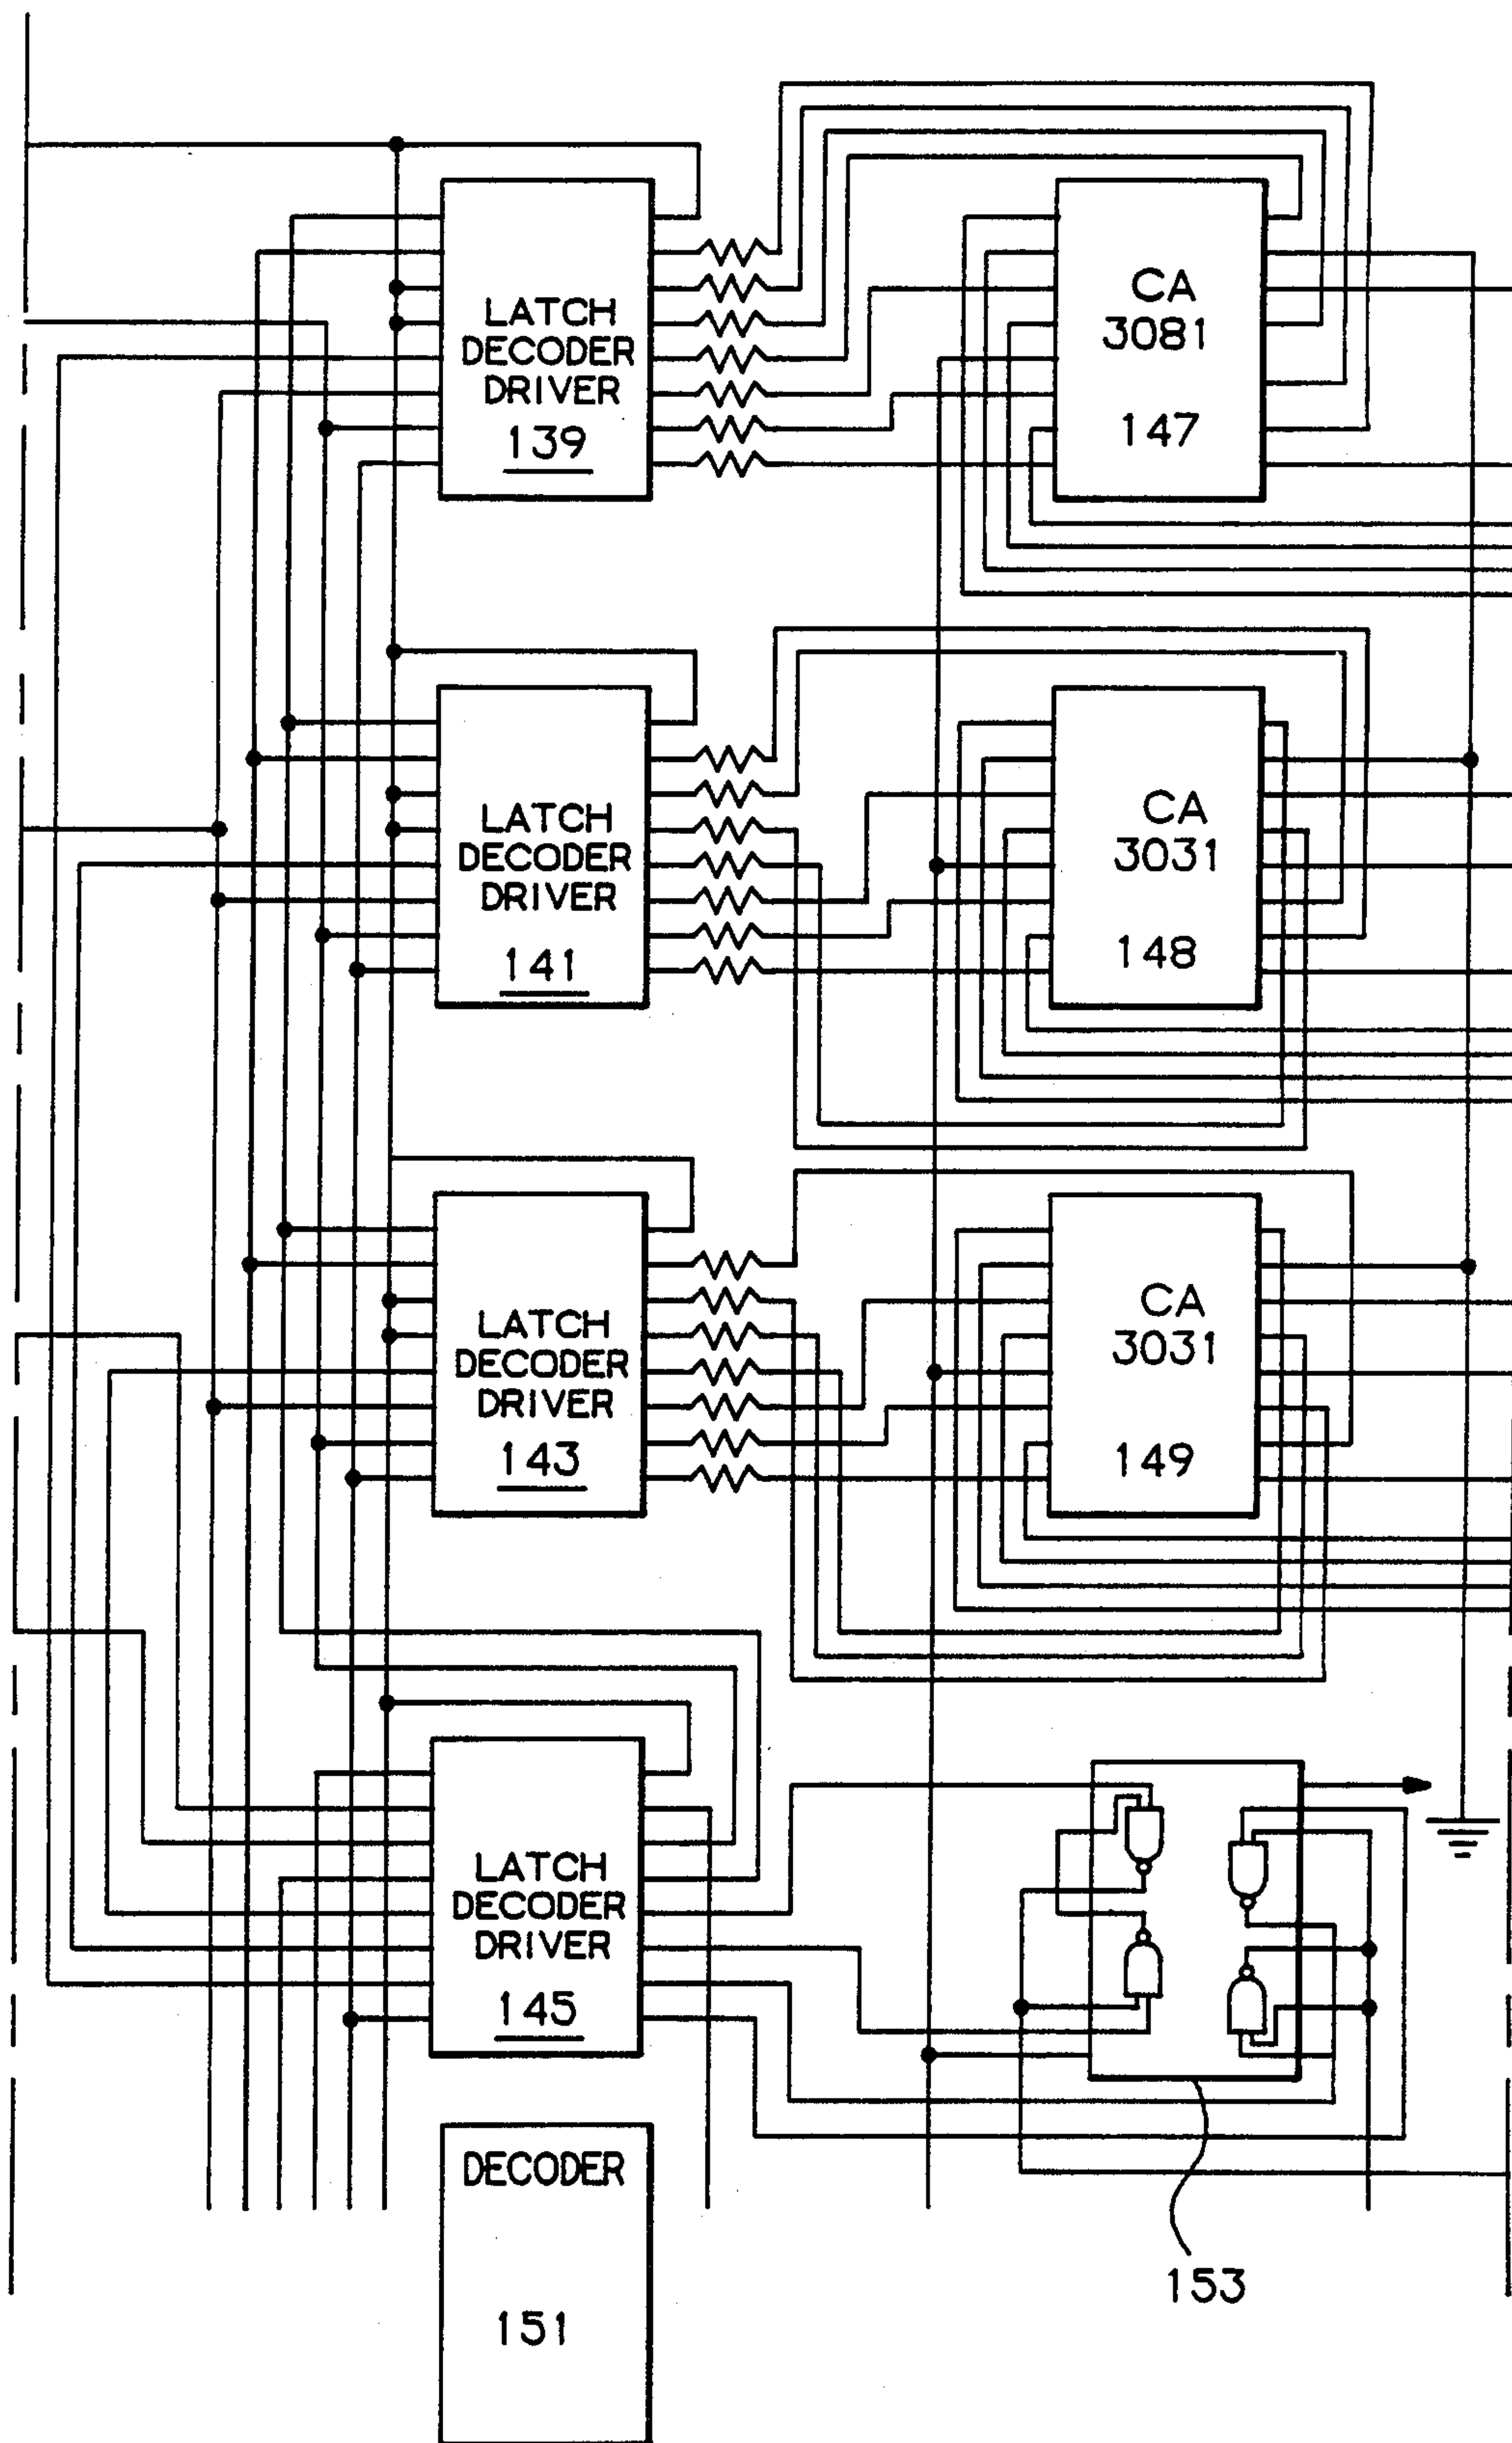 LATCH
DECODER
DRIVER
139
CA
3081
147
LATCH
DECODER
DRIVER
141
CA
3031
148
LATCH
DECODER
DRIVER
143
CA
3031
149
LATCH
DECODER
DRIVER
145
DECODER
151
153